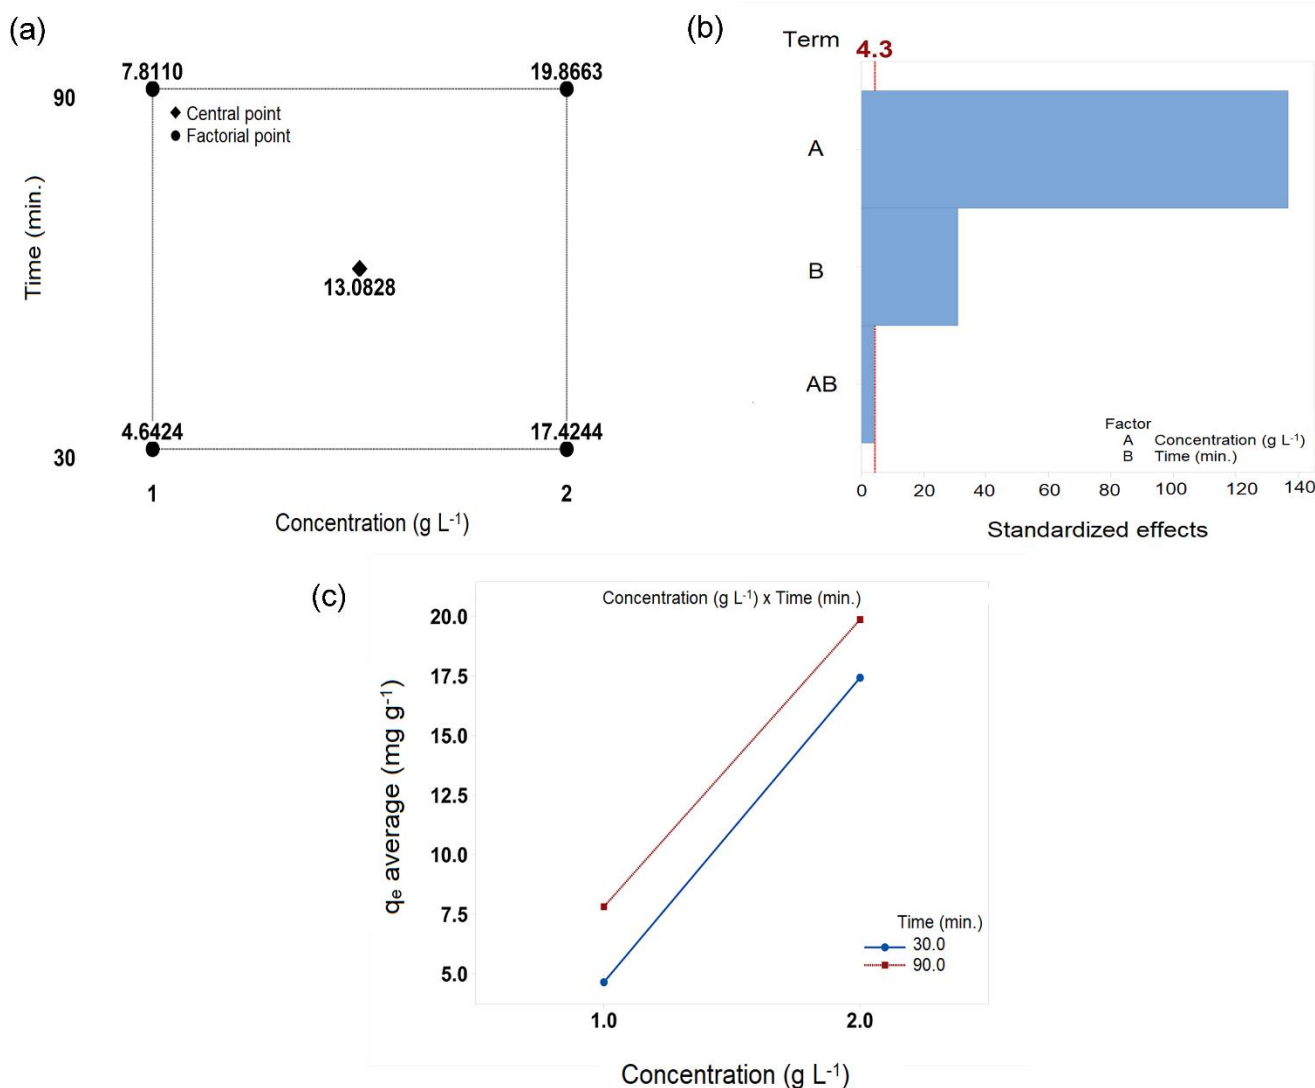 (a)
7.8110
19.8663
90
Central point
Factorial point
Time (min.)
13.0828
4.6424
17.4244
30
1
2
Concentration (g L-1)
(b)
Term
4.3
A
B
AB
Factor
A Concentration (g L-1)
B Time (min.)
0 20 40 60 80 100 120 140
Standardized effects
(c)
Concentration (g L-1) x Time (min.)
20.0
17.5
15.0
12.5
10.0
7.5
5.0
qe average (mg g-1)
Time (min.)
30.0
90.0
1.0
2.0
Concentration (g L-1)